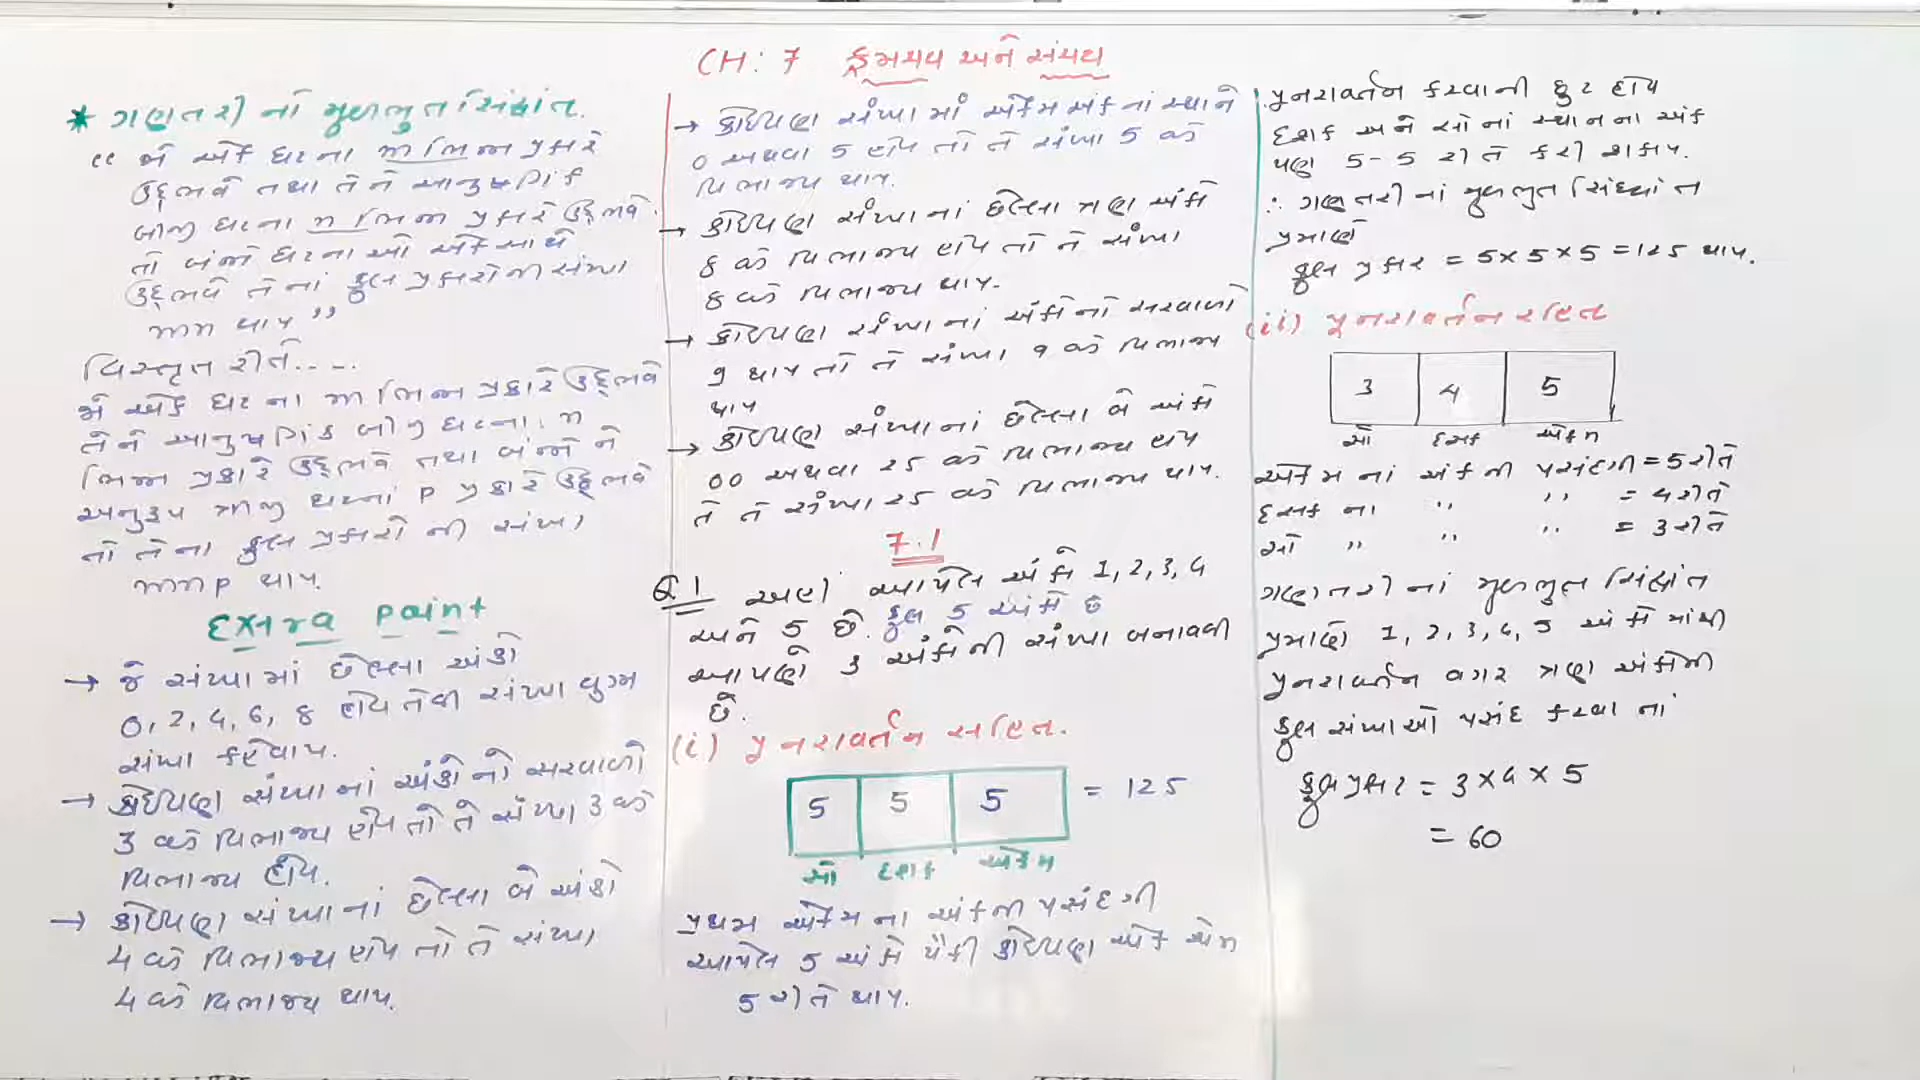 CH: 7 ક્રમચય અને સંચય
* ગણતરી નો મૂળભુત સિદ્ધાંત.
“ જો એક ઘટના m ભિન્ન પ્રકારે
ઉદ્દભવે તથા તેને આનુષંગિક
બીજી ઘટના n ભિન્ન પ્રકારે ઉદ્દભવે.
તો બંન્ને ઘટના ઓ એક સાથે
ઉદ્દભવે તેનાં કુલ પ્રકારોની સંખ્યા
mn થાય ”
વિસ્તૃત રીતે....
જો એક ઘટના m ભિન્ન પ્રકારે ઉદ્દભવે
તેને આનુષંગિક બીજી ઘટના n
ભિન્ન પ્રકારે ઉદ્દભવે તથા બંન્ને ને
અનુરૂપ ત્રીજી ઘટનાં P પ્રકારે ઉદ્દભવે
તો તેના કુલ પ્રકારો ની સંખ્યા
mnp થાય.
Extra Point
→ જે સંખ્યામાં છેલ્લા અંકો
0, 2, 4, 6, 8 હોય તેવી સંખ્યા યુગ્મ
સંખ્યા કહેવાય.
→ કોઈપણ સંખ્યાનાં અંકોનો સરવાળો
3 વડે વિભાજ્ય હોય તો તે સંખ્યા 3 વડે
વિભાજ્ય હોય.
→ કોઈપણ સંખ્યાનાં છેલ્લા બે અંકો
4 વડે વિભાજ્ય હોય તો તે સંખ્યા
4 વડે વિભાજ્ય થાય.
→ કોઈપણ સંખ્યા માં એકમ અંક નાં સ્થાને
0 અથવા 5 હોય તો તે સંખ્યા 5 વડે
વિભાજ્ય થાય.
→ કોઈપણ સંખ્યાનાં છેલ્લા ત્રણ અંકો
8 વડે વિભાજ્ય હોય તો તે સંખ્યા
8 વડે વિભાજ્ય થાય.
→ કોઈપણ સંખ્યાનાં અંકોનો સરવાળો
9 થાય તો તે સંખ્યા 9 વડે વિભાજ્ય
થાય
→ કોઈપણ સંખ્યાનાં છેલ્લા બે અંકો
00 અથવા 25 વડે વિભાજ્ય હોય
તો તે સંખ્યા 25 વડે વિભાજ્ય થાય.
7.1
Q1 અહીં આપેલ અંકો 1, 2, 3, 4
અને 5 છે. કુલ 5 અંકો છે
આપણે 3 અંકોની સંખ્યા બનાવવી
છે.
(i) પુનરાવર્તન સહિત.
5 5 5 = 125
સો દશક એકમ
પ્રથમ એકમ ના અંકની પસંદગી
આપેલ 5 અંકો પૈકી કોઈપણ એક એમ
5 રીતે થાય.
પુનરાવર્તન કરવાની છુટ હોય
દશક અને સો નાં સ્થાનના અંક
પણ 5-5 રીતે કરી શકાય.
∴ ગણતરીનાં મૂળભુત સિધ્ધાંત
પ્રમાણે
કુલ પ્રકાર = 5×5×5 = 125 થાય.
(ii) પુનરાવર્તન રહિત
3 4 5
સો દશક એકમ
એકમ નાં અંકની પસંદગી = 5 રીતે
દશક ના ,, ,, = 4 રીતે
સો ,, ,, ,, = 3 રીતે
ગણતરીનાં મૂળભુત સિદ્ધાંત
પ્રમાણે 1, 2, 3, 4, 5 અંકો માંથી
પુનરાવર્તન વગર ત્રણ અંકોની
કુલ સંખ્યાઓ પસંદ કરવા નાં
કુલ પ્રકાર = 3 × 4 × 5
= 60